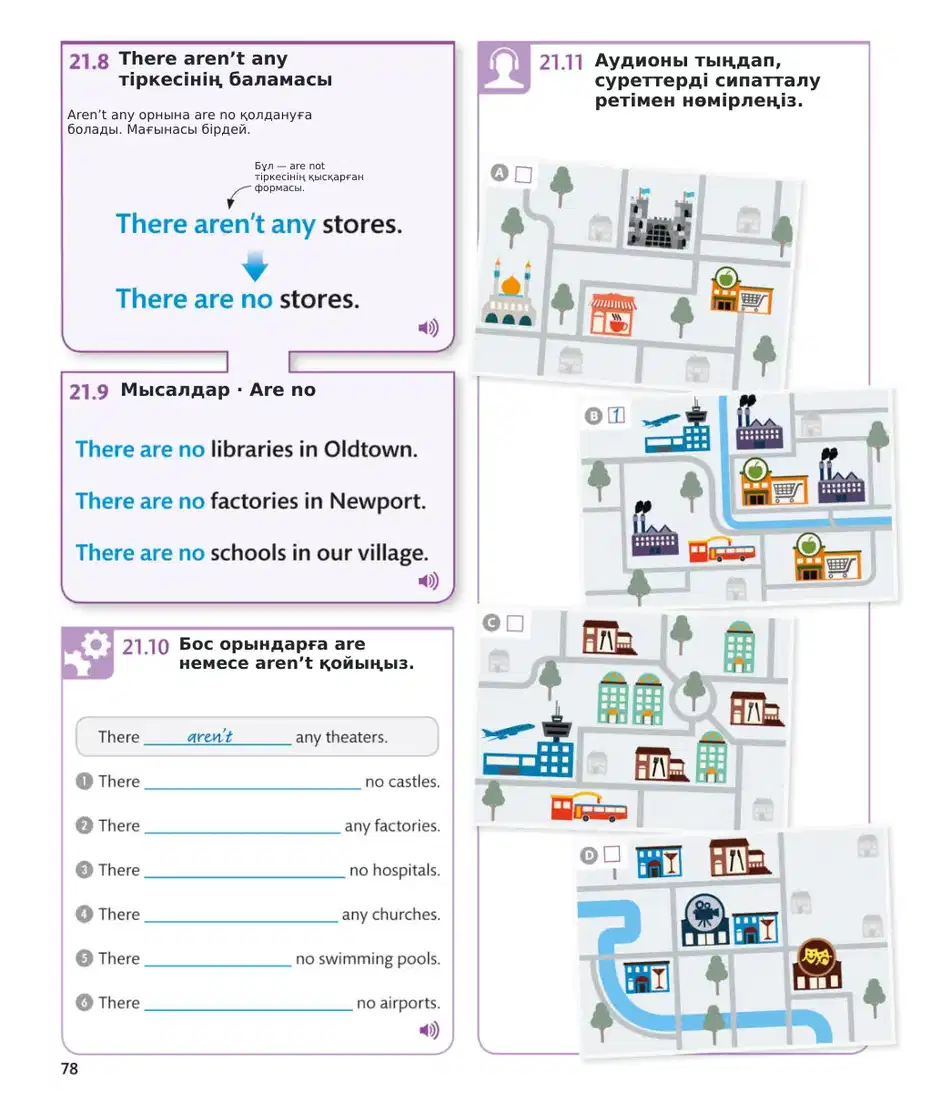 21.8 There aren’t any
тіркесінің баламасы
Aren’t any орнына are no қолдануға
болады. Мағынасы бірдей.
Бұл — are not
тіркесінің қысқарған
формасы.
There aren’t any stores.
There are no stores.
21.9 Мысалдар · Are no
There are no libraries in Oldtown.
There are no factories in Newport.
There are no schools in our village.
21.10 Бос орындарға are
немесе aren’t қойыңыз.
There aren’t any theaters.
1 There no castles.
2 There any factories.
3 There no hospitals.
4 There any churches.
5 There no swimming pools.
6 There no airports.
21.11 Аудионы тыңдап,
суреттерді сипатталу
ретімен нөмірлеңіз.
A
B 1
C
D
78